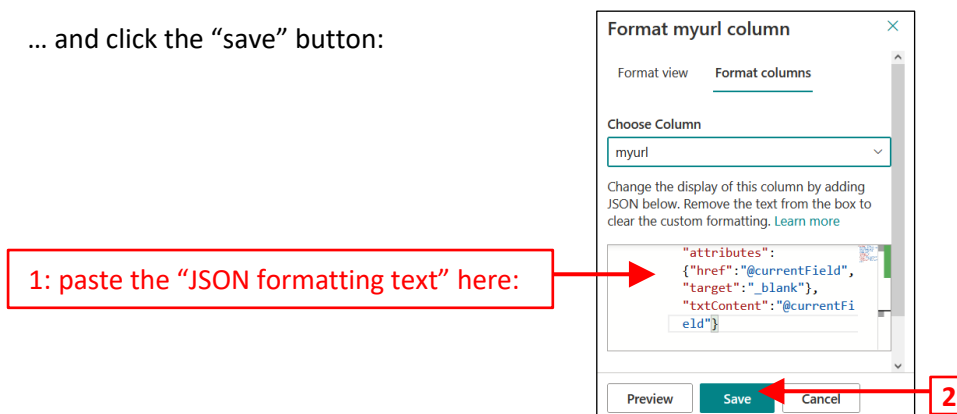 … and click the “save” button:
Format myurl column
Format view Format columns
Choose Column
myurl
Change the display of this column by adding
JSON below. Remove the text from the box to
clear the custom formatting. Learn more
1: paste the “JSON formatting text” here:
"attributes":
{"href":"@currentField",
"target":"_blank"},
"txtContent":"@currentFi
eld"}
Preview Save Cancel
2